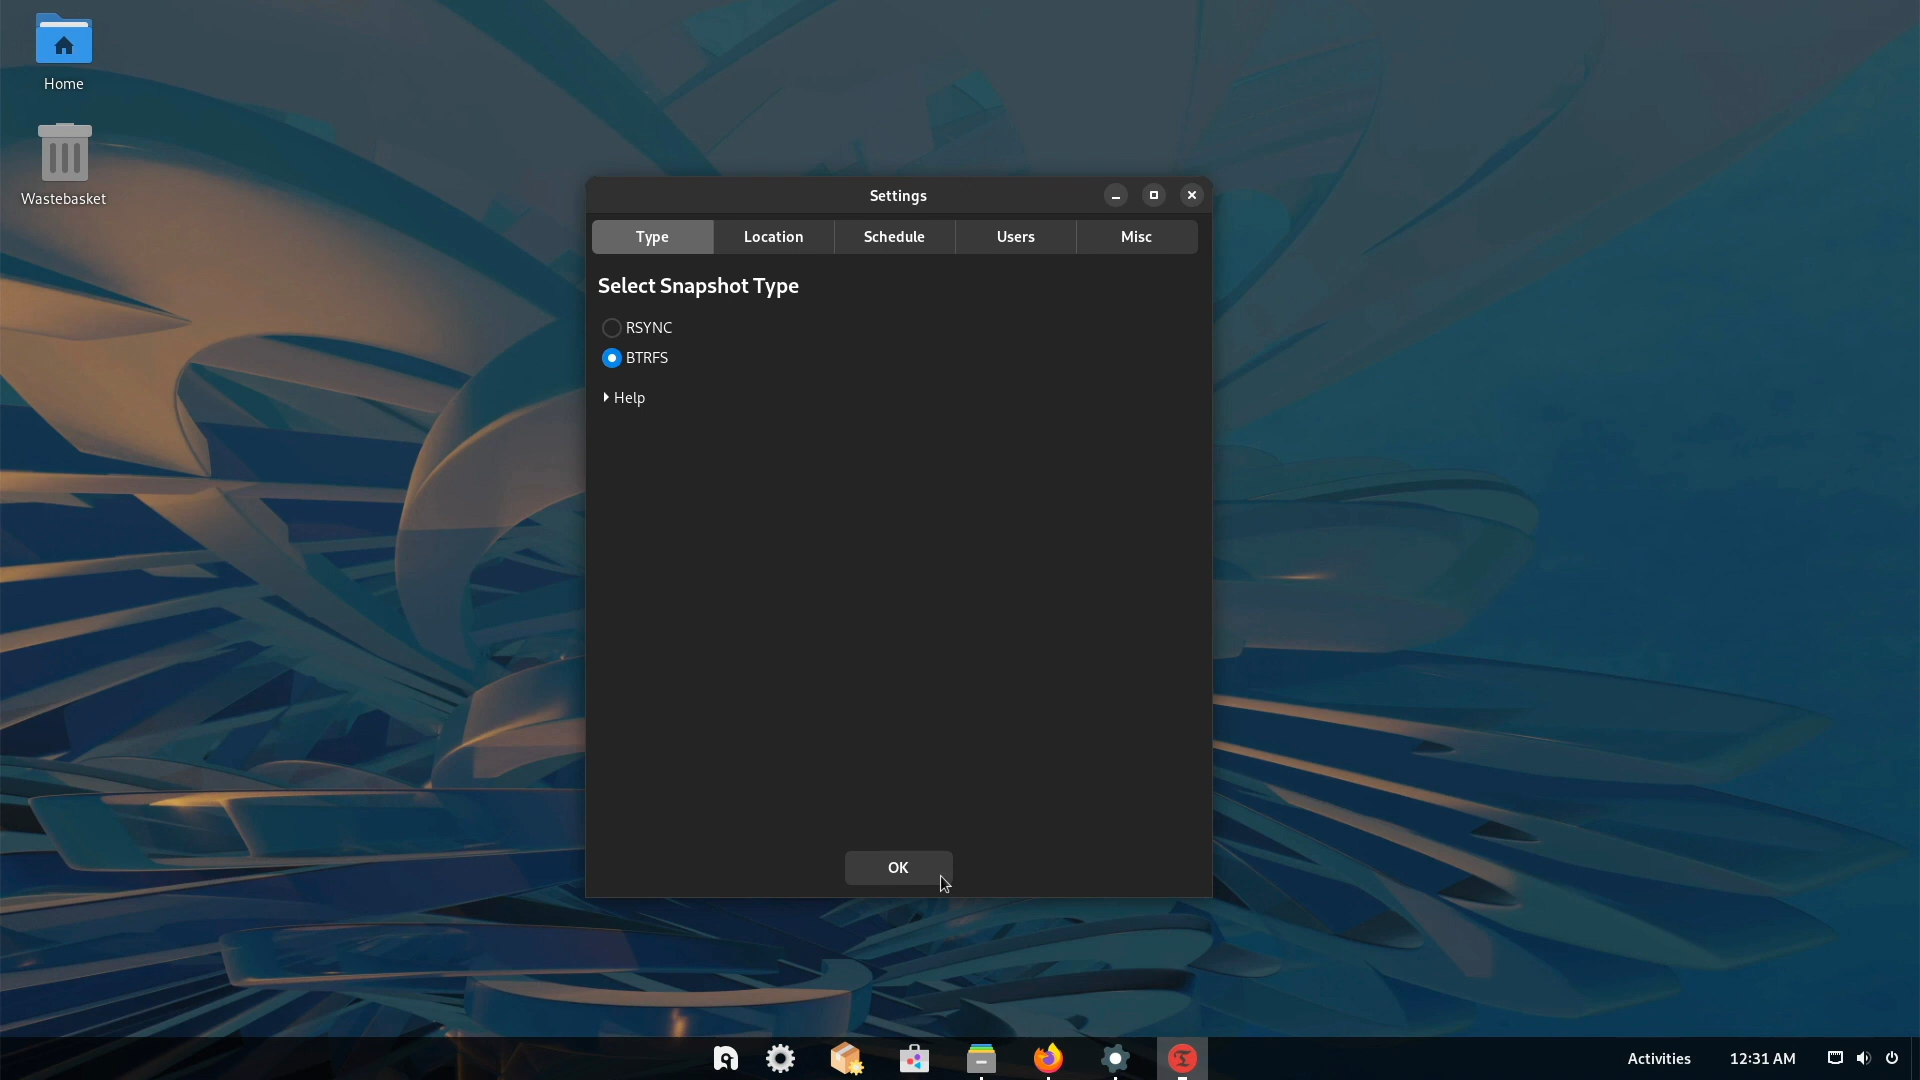 Home
Wastebasket
Settings
Type Location Schedule Users Misc
Select Snapshot Type
RSYNC
BTRFS
Help
OK
Activities 12:31 AM